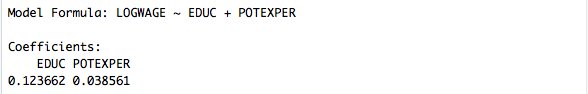 Model Formula: LOGWAGE ~ EDUC + POTEXPER
Coefficients:
EDUC POTEXPER
0.123662 0.038561